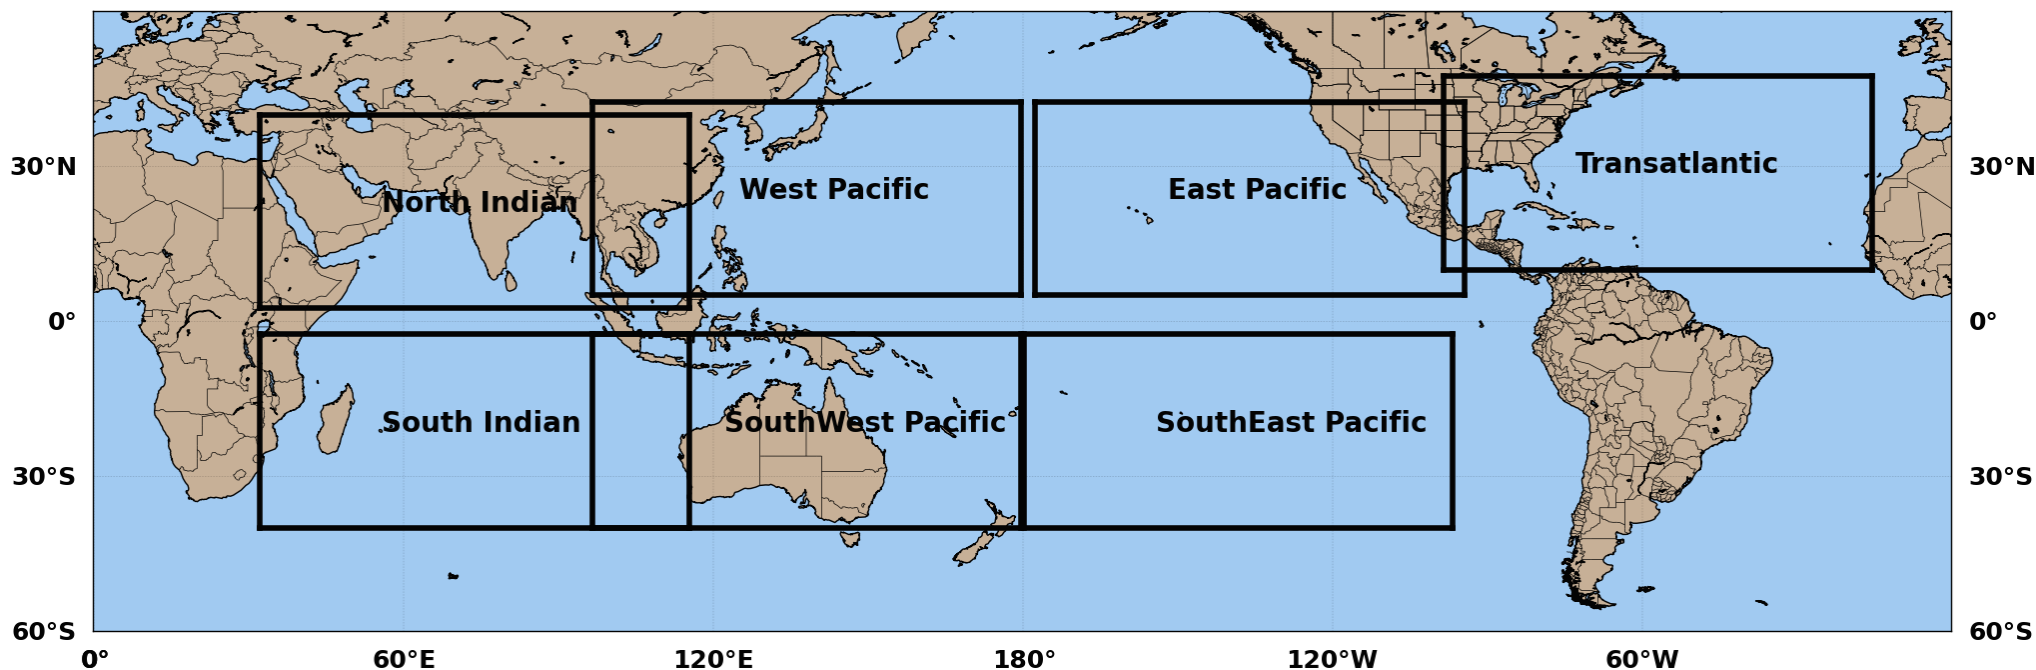 Transatlantic
30°N
30°N
West Pacific
East Pacific
North Indian
0°
0°
South Indian
SouthWest Pacific
SouthEast Pacific
30°S
30°S
60°S
60°S
0°
60°E
120°E
180°
120°W
60°W